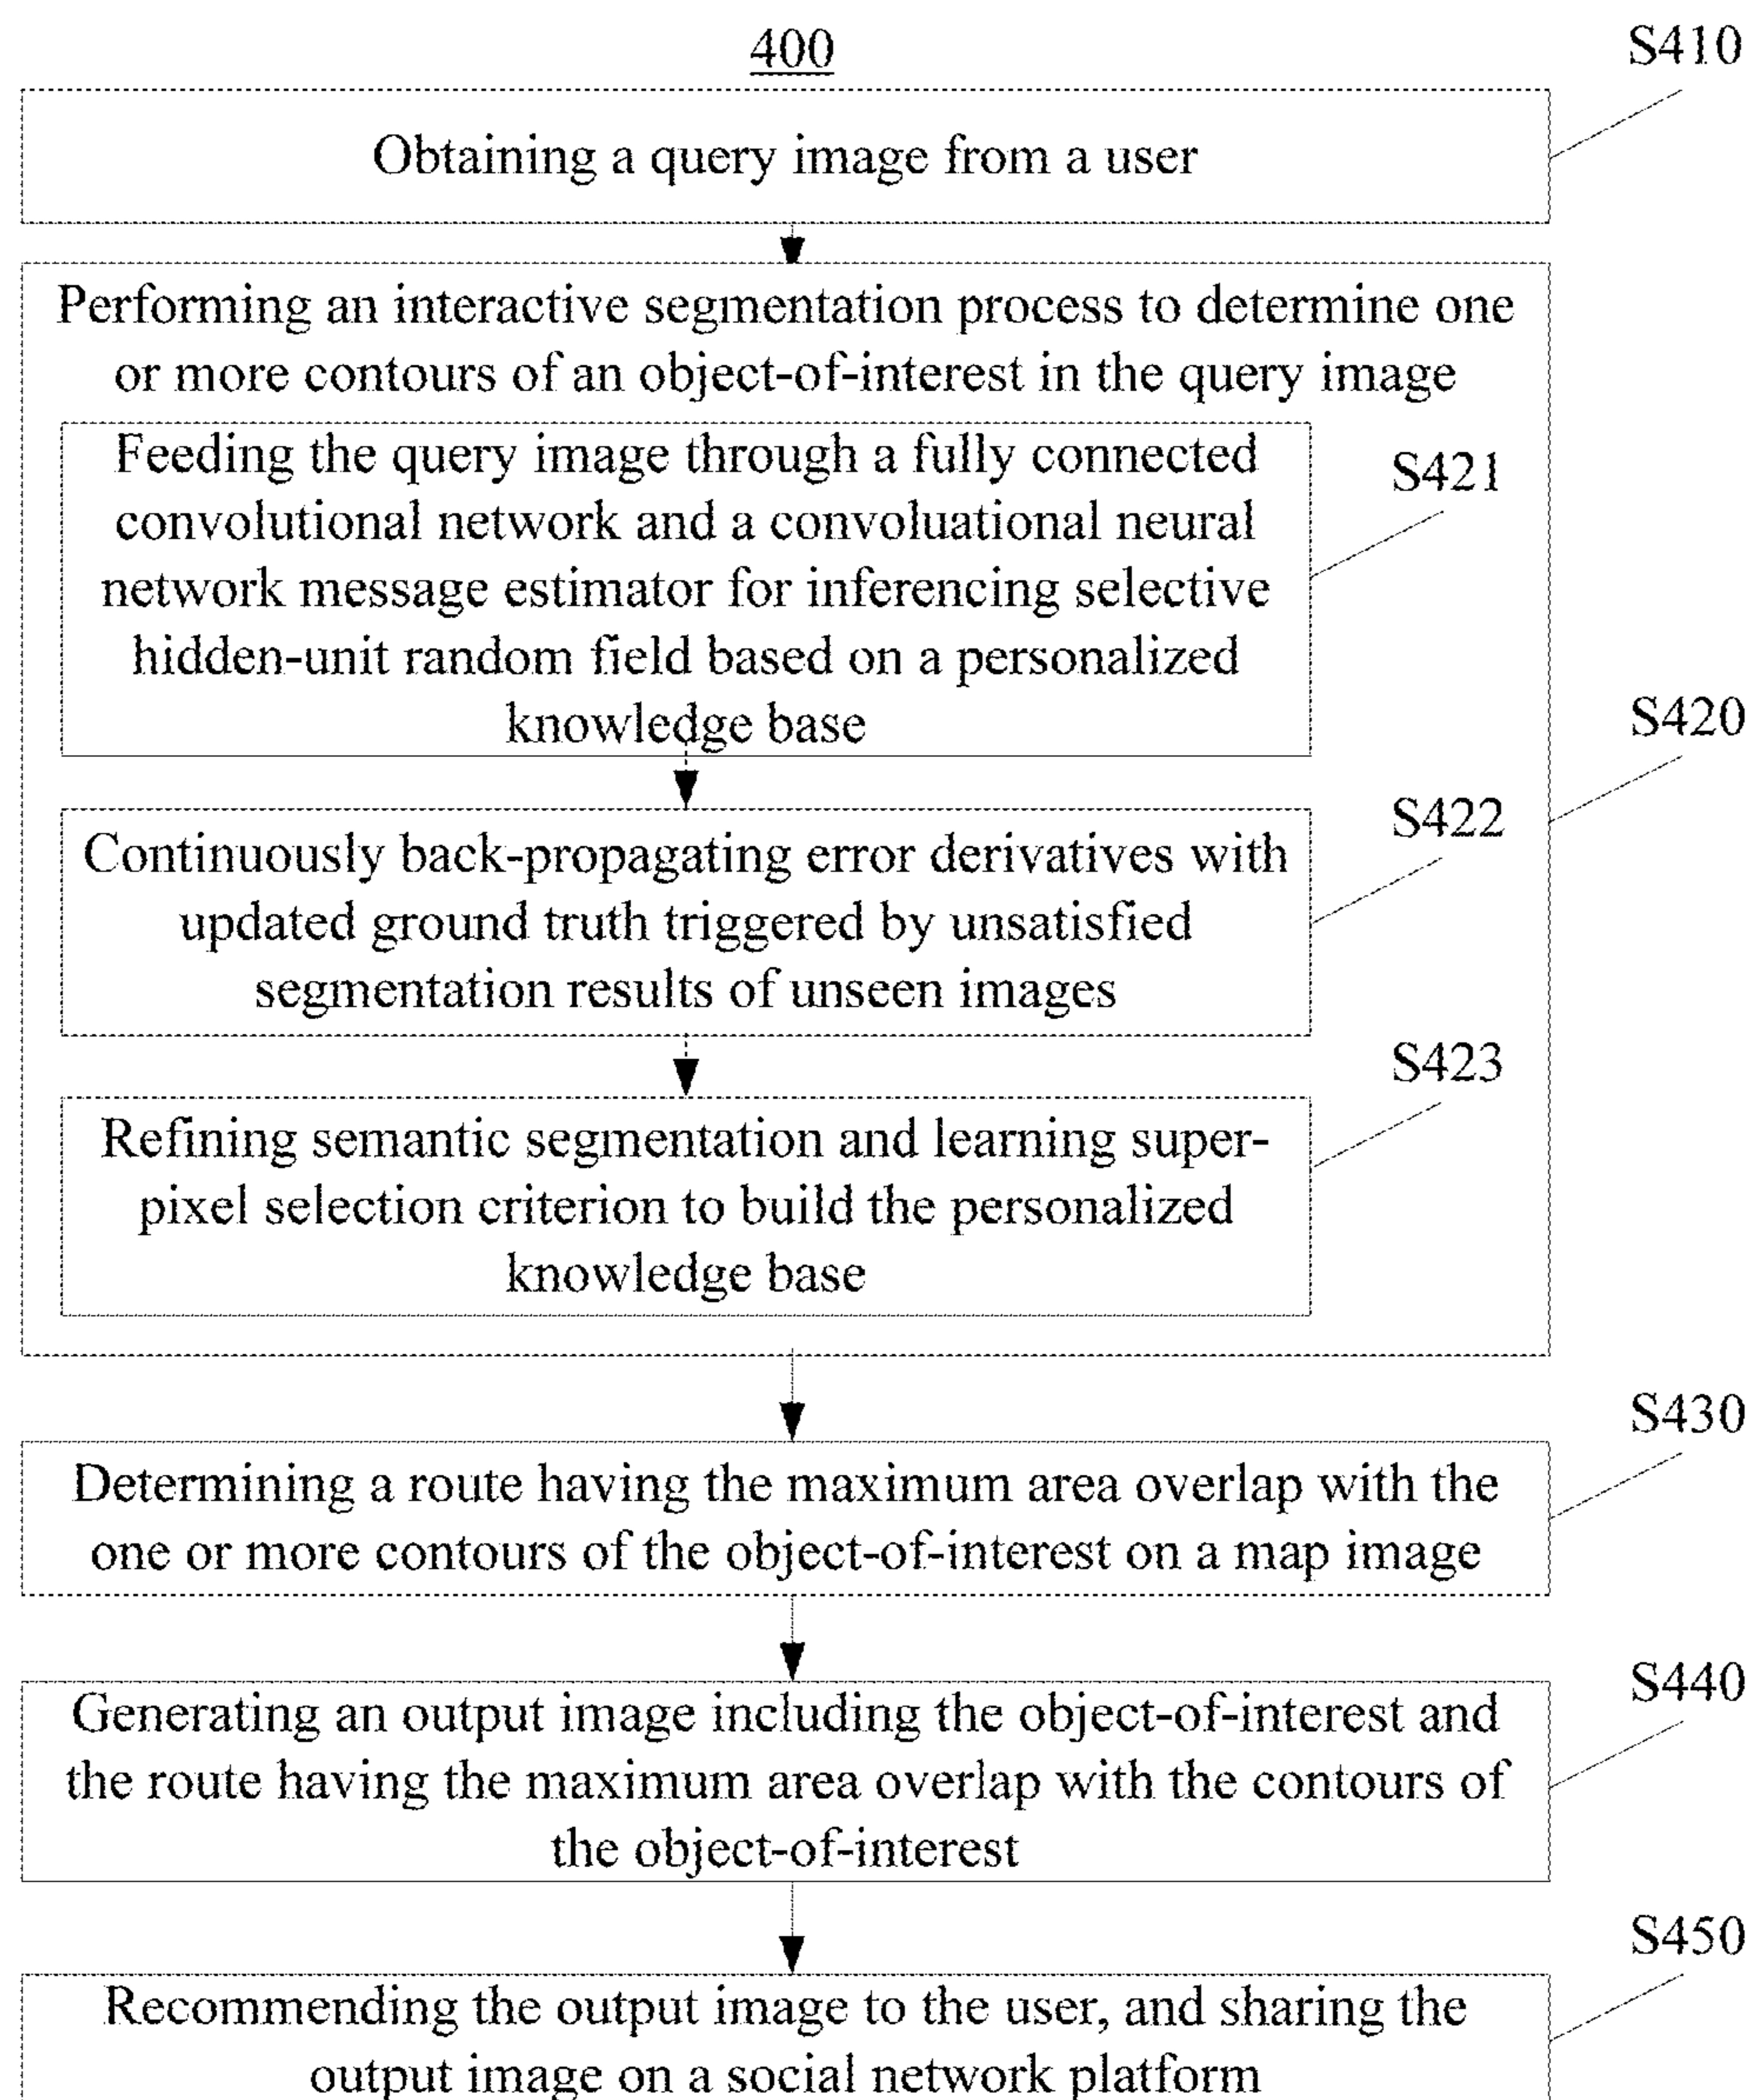 400
S410
Obtaining a query image from a user
Performing an interactive segmentation process to determine one
or more contours of an object-of-interest in the query image
Feeding the query image through a fully connected
convolutional network and a convoluational neural
network message estimator for inferencing selective
hidden-unit random field based on a personalized
knowledge base
S421
S420
Continuously back-propagating error derivatives with
updated ground truth triggered by unsatisfied
segmentation results of unseen images
S422
Refining semantic segmentation and learning super-
pixel selection criterion to build the personalized
knowledge base
S423
Determining a route having the maximum area overlap with the
one or more contours of the object-of-interest on a map image
S430
Generating an output image including the object-of-interest and
the route having the maximum area overlap with the contours of
the object-of-interest
S440
Recommending the output image to the user, and sharing the
output image on a social network platform
S450